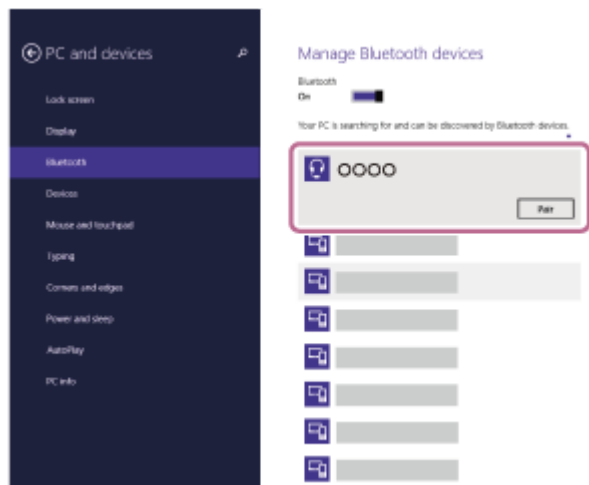 PC and devices
Lock screen
Display
Bluetooth
Devices
Mouse and touchpad
Typing
Corners and edges
Power and sleep
AutoPlay
PC info
Manage Bluetooth devices
Bluetooth
On
Your PC is searching for and can be discovered by Bluetooth devices.
OOOO
Pair